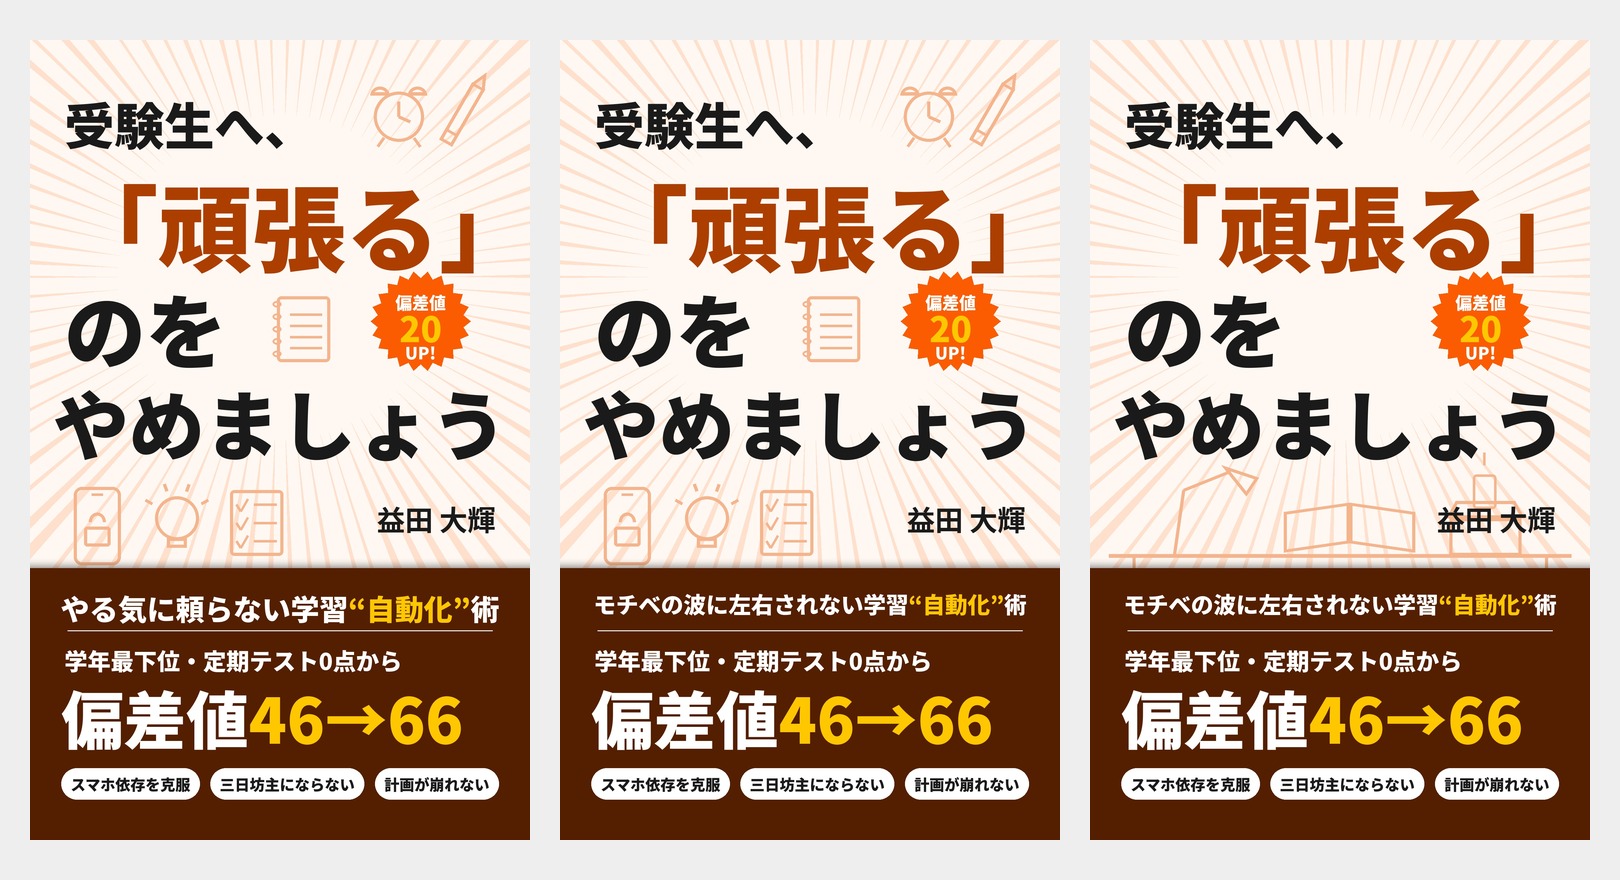 受験生へ、
「頑張る」
のを
偏差値
20
UP!
やめましょう
益田 大輝
やる気に頼らない学習“自動化”術
学年最下位・定期テスト0点から
偏差値46→66
スマホ依存を克服
三日坊主にならない
計画が崩れない
受験生へ、
「頑張る」
のを
偏差値
20
UP!
やめましょう
益田 大輝
モチベの波に左右されない学習“自動化”術
学年最下位・定期テスト0点から
偏差値46→66
スマホ依存を克服
三日坊主にならない
計画が崩れない
受験生へ、
「頑張る」
のを
偏差値
20
UP!
やめましょう
益田 大輝
モチベの波に左右されない学習“自動化”術
学年最下位・定期テスト0点から
偏差値46→66
スマホ依存を克服
三日坊主にならない
計画が崩れない